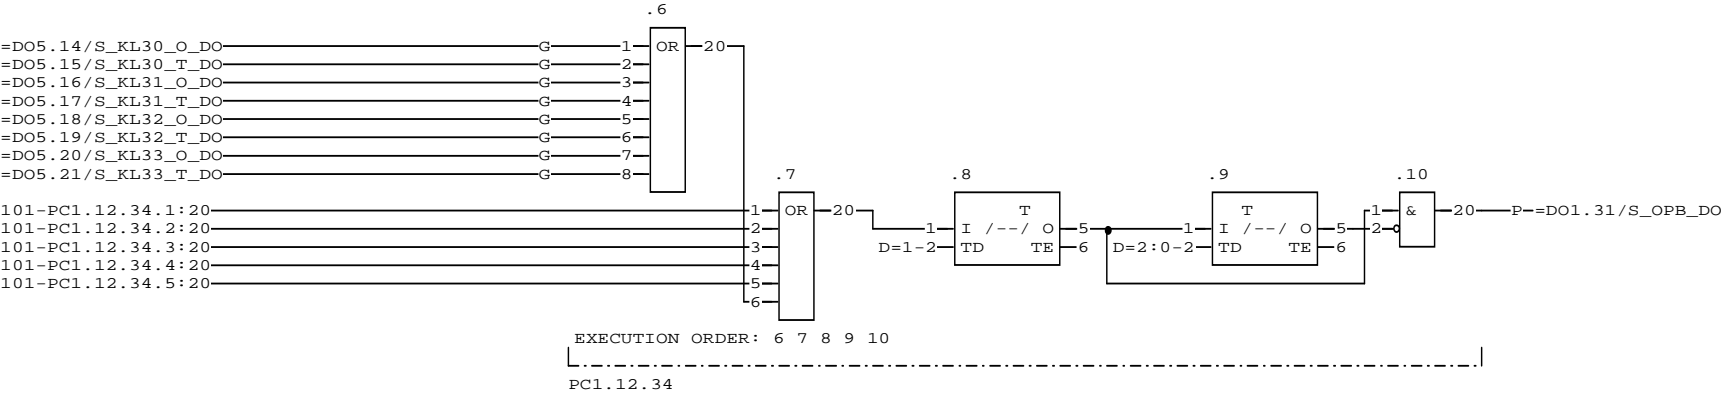 .6
=DO5.14/S_KL30_O_DO G 1 OR 20
=DO5.15/S_KL30_T_DO G 2
=DO5.16/S_KL31_O_DO G 3
=DO5.17/S_KL31_T_DO G 4
=DO5.18/S_KL32_O_DO G 5
=DO5.19/S_KL32_T_DO G 6
=DO5.20/S_KL33_O_DO G 7
=DO5.21/S_KL33_T_DO G 8
.7 .8 .9 .10
101-PC1.12.34.1:20 1 OR 20 T T 1 & 20 P =DO1.31/S_OPB_DO
101-PC1.12.34.2:20 2 1 I /--/ O 5 1 I /--/ O 5 2
101-PC1.12.34.3:20 3 D=1-2 TD TE 6 D=2:0-2 TD TE 6
101-PC1.12.34.4:20 4
101-PC1.12.34.5:20 5
6
EXECUTION ORDER: 6 7 8 9 10
PC1.12.34